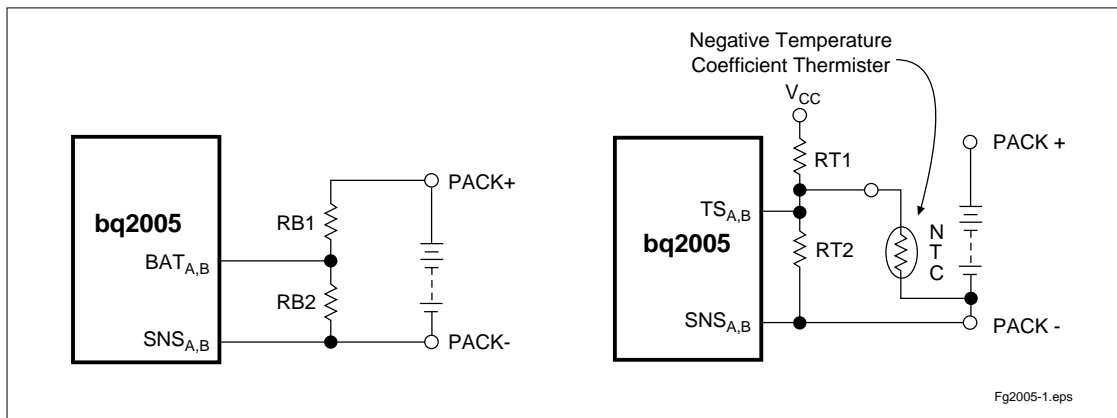 bq2005
BAT_A,B
SNS_A,B
RB1
RB2
PACK+
PACK-
Negative Temperature
Coefficient Thermister
V_CC
RT1
TS_A,B
bq2005
RT2
SNS_A,B
N
T
C
PACK +
PACK -
Fg2005-1.eps